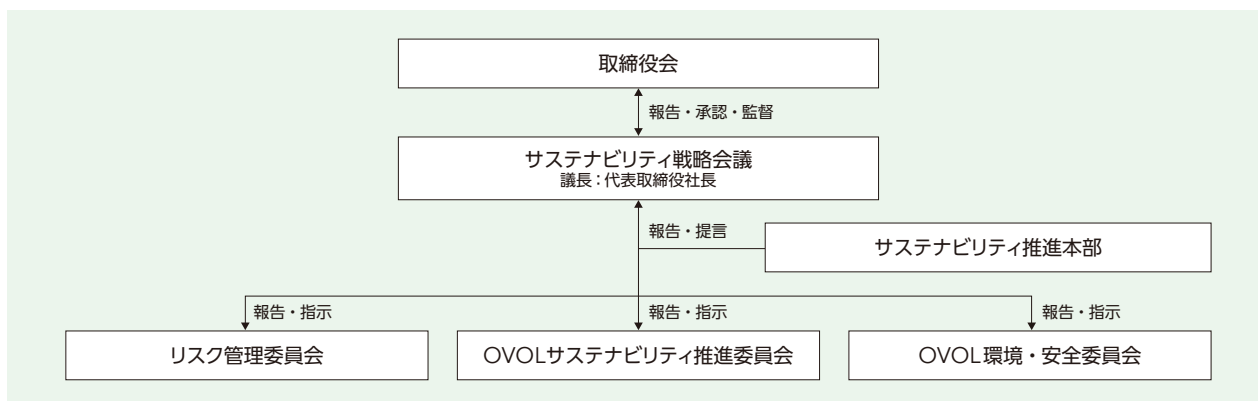 取締役会
報告・承認・監督
サステナビリティ戦略会議
議長：代表取締役社長
報告・提言
サステナビリティ推進本部
報告・指示
報告・指示
報告・指示
リスク管理委員会
OVOLサステナビリティ推進委員会
OVOL環境・安全委員会